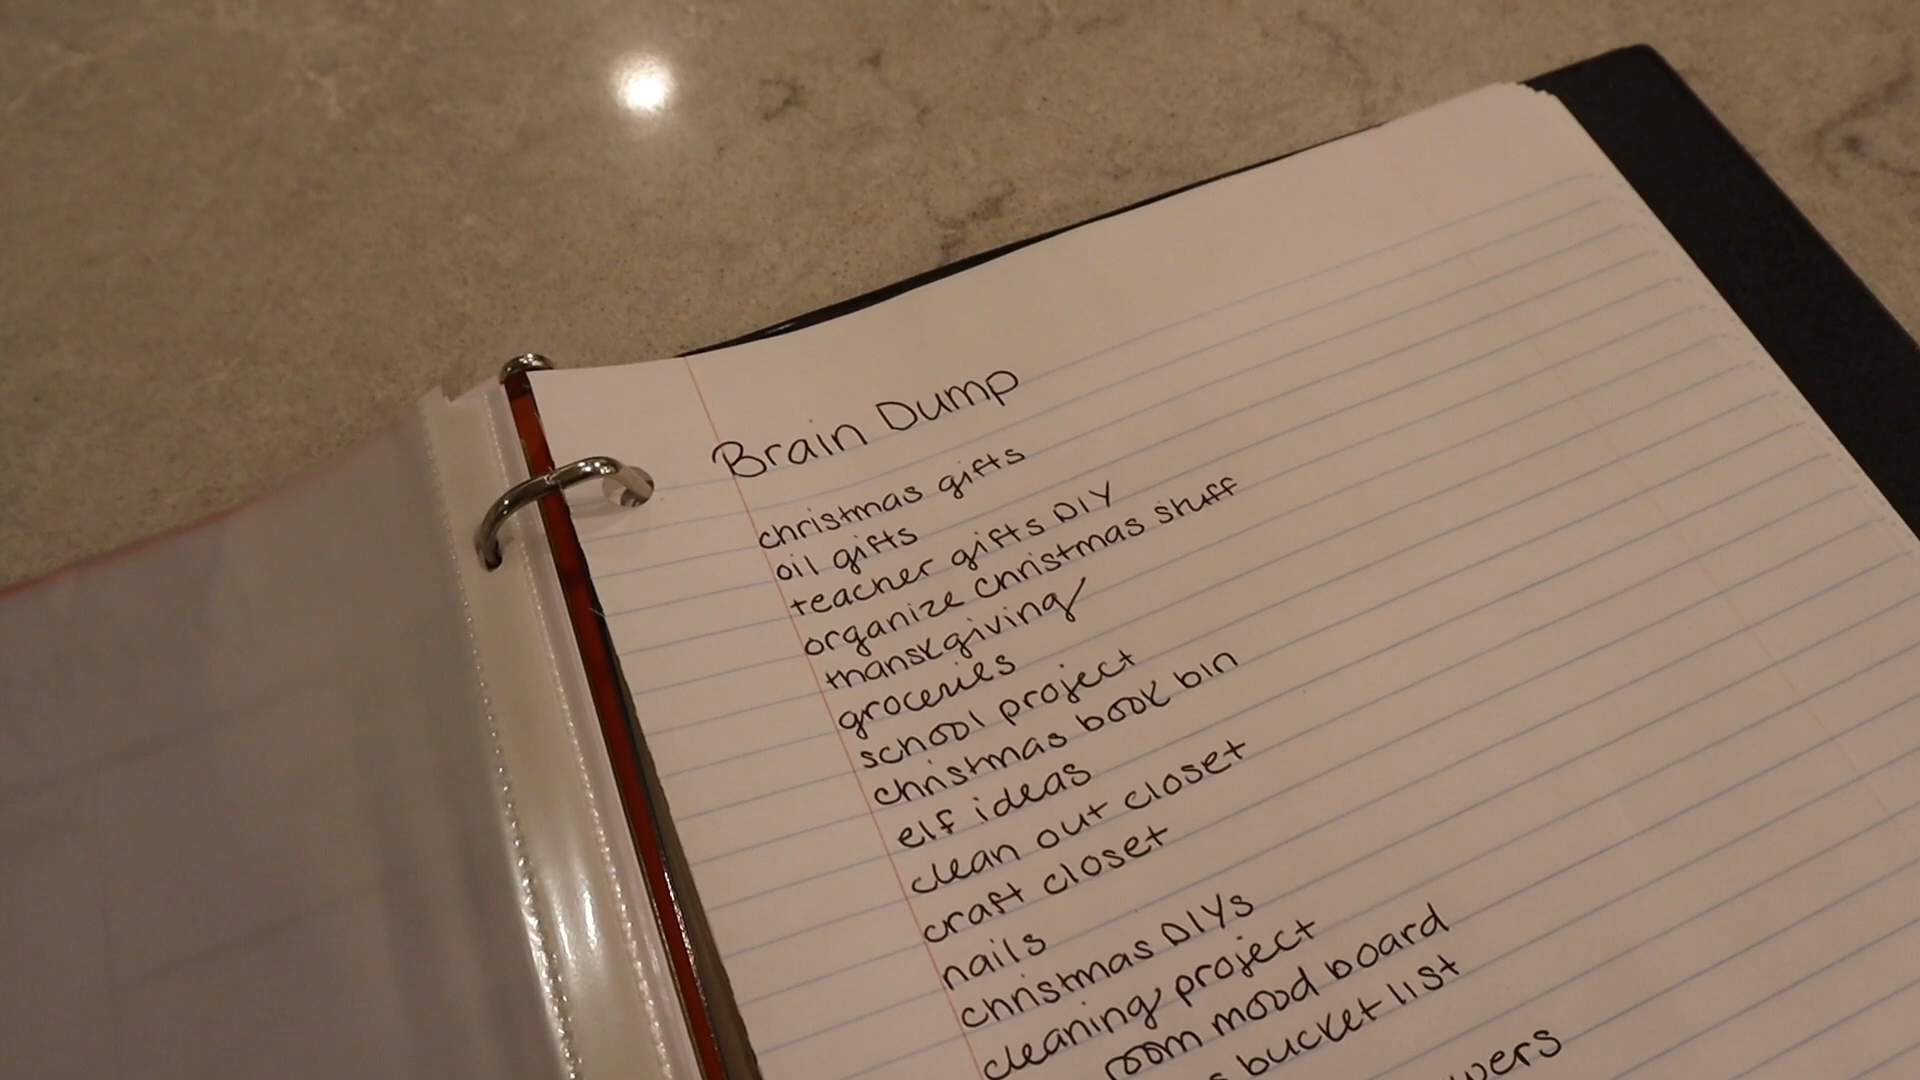 Brain Dump
christmas gifts
oil gifts
teacher gifts DIY
organize christmas stuff
thanskgiving
groceries
school project
christmas book bin
elf ideas
clean out closet
craft closet
nails
christmas DIYs
cleaning project
room mood board
bucket list